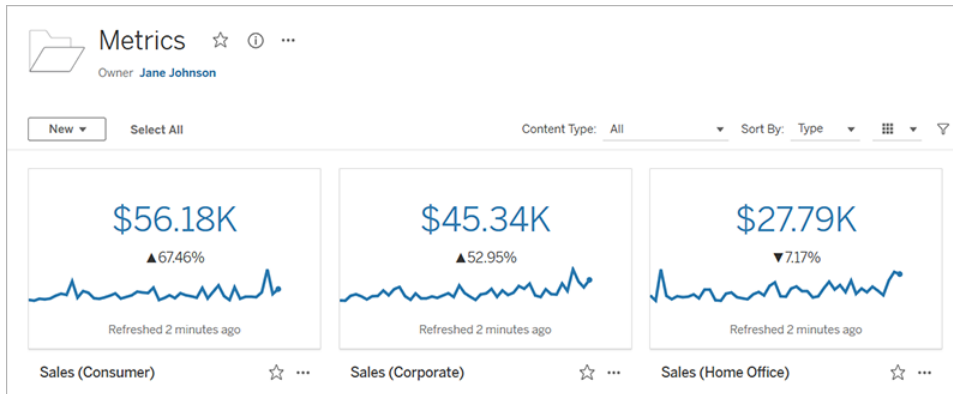 Metrics
Owner Jane Johnson
New
Select All
Content Type: All
Sort By: Type
$56.18K
▲67.46%
Refreshed 2 minutes ago
Sales (Consumer)
$45.34K
▲52.95%
Refreshed 2 minutes ago
Sales (Corporate)
$27.79K
▼7.17%
Refreshed 2 minutes ago
Sales (Home Office)